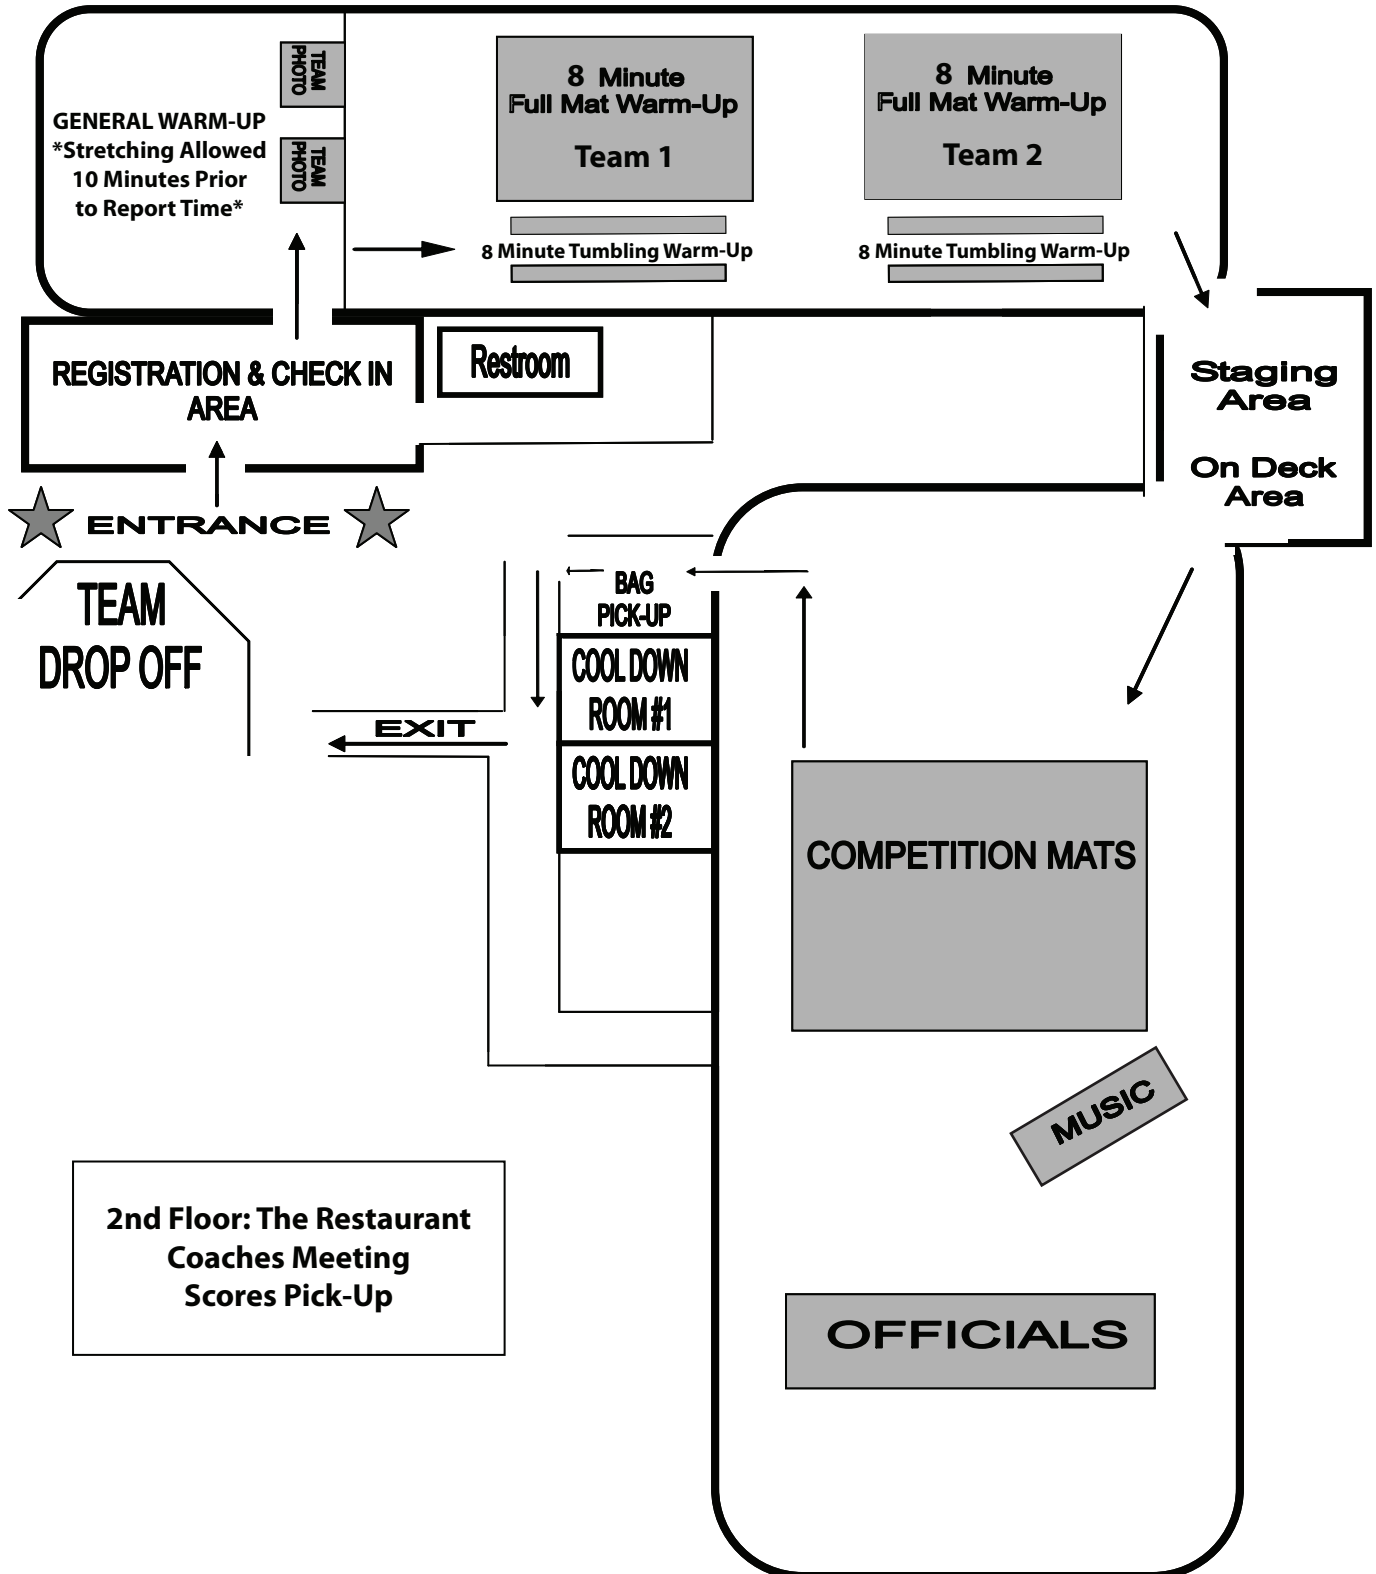 TEAM
PHOTO
TEAM
PHOTO
GENERAL WARM-UP
*Stretching Allowed
10 Minutes Prior
to Report Time*
8 Minute
Full Mat Warm-Up
Team 1
8 Minute
Full Mat Warm-Up
Team 2
8 Minute Tumbling Warm-Up
8 Minute Tumbling Warm-Up
REGISTRATION & CHECK IN
AREA
Restroom
Staging
Area
On Deck
Area
ENTRANCE
TEAM
DROP OFF
BAG
PICK-UP
COOL DOWN
ROOM #1
EXIT
COOL DOWN
ROOM #2
COMPETITION MATS
MUSIC
2nd Floor: The Restaurant
Coaches Meeting
Scores Pick-Up
OFFICIALS